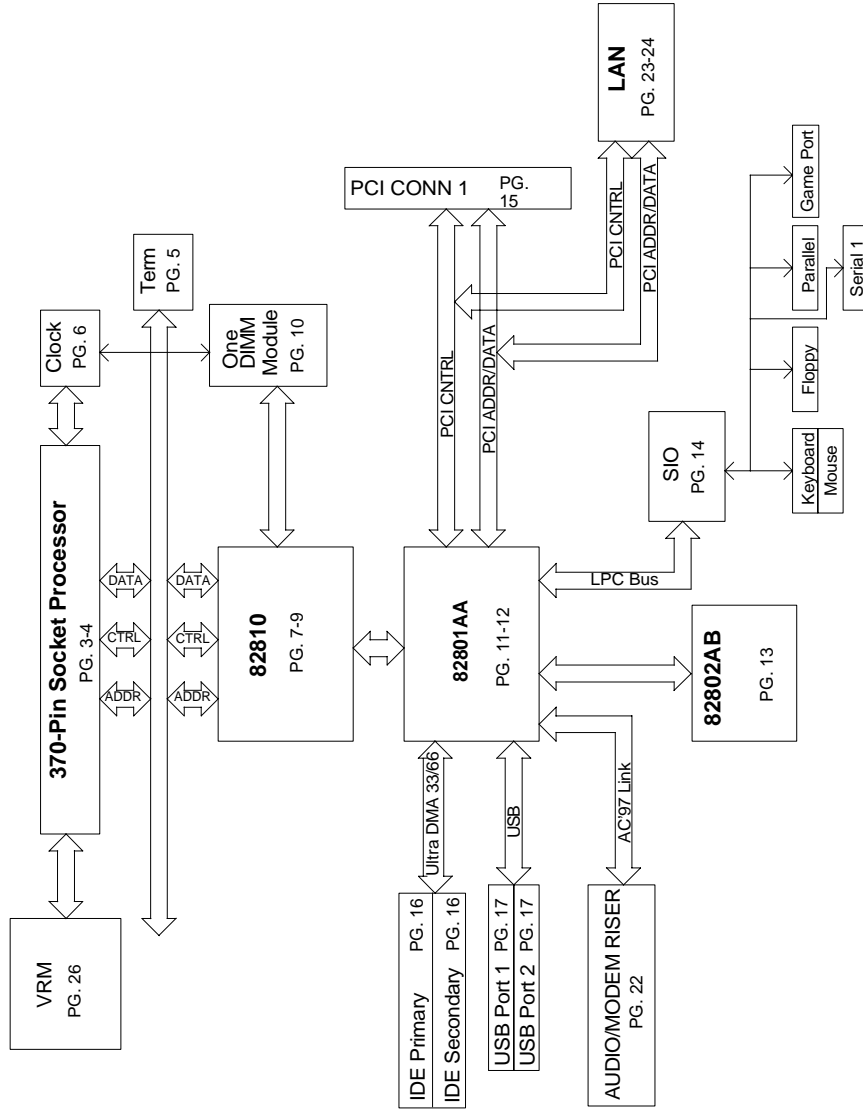 VRM
PG. 26
370-Pin Socket Processor
PG. 3-4
Clock
PG. 6
Term
PG. 5
ADDR
CTRL
DATA
ADDR
CTRL
DATA
82810
PG. 7-9
One
DIMM
Module
PG. 10
IDE Primary PG. 16
IDE Secondary PG. 16
Ultra DMA 33/66
USB Port 1 PG. 17
USB Port 2 PG. 17
USB
82801AA
PG. 11-12
PCI CNTRL
PCI ADDR/DATA
PCI CONN 1
PG.
15
AUDIO/MODEM RISER
PG. 22
AC'97 Link
82802AB
PG. 13
LPC Bus
SIO
PG. 14
PCI CNTRL
PCI ADDR/DATA
LAN
PG. 23-24
Keyboard
Mouse
Floppy
Parallel
Game Port
Serial 1